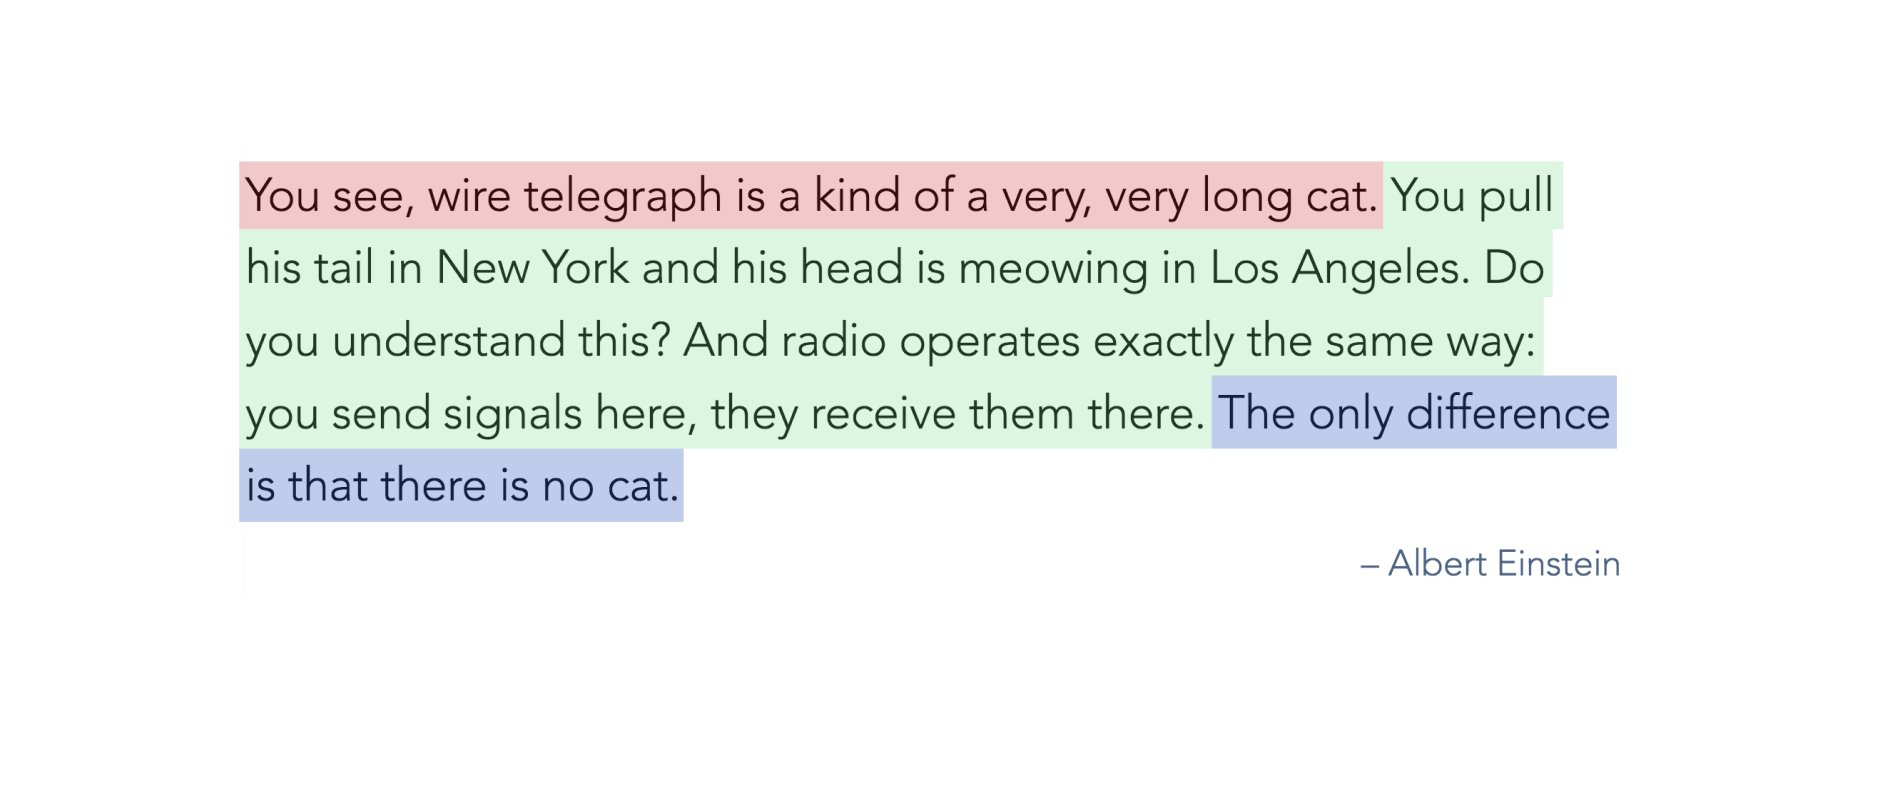 You see, wire telegraph is a kind of a very, very long cat. You pull
his tail in New York and his head is meowing in Los Angeles. Do
you understand this? And radio operates exactly the same way:
you send signals here, they receive them there. The only difference
is that there is no cat.
– Albert Einstein